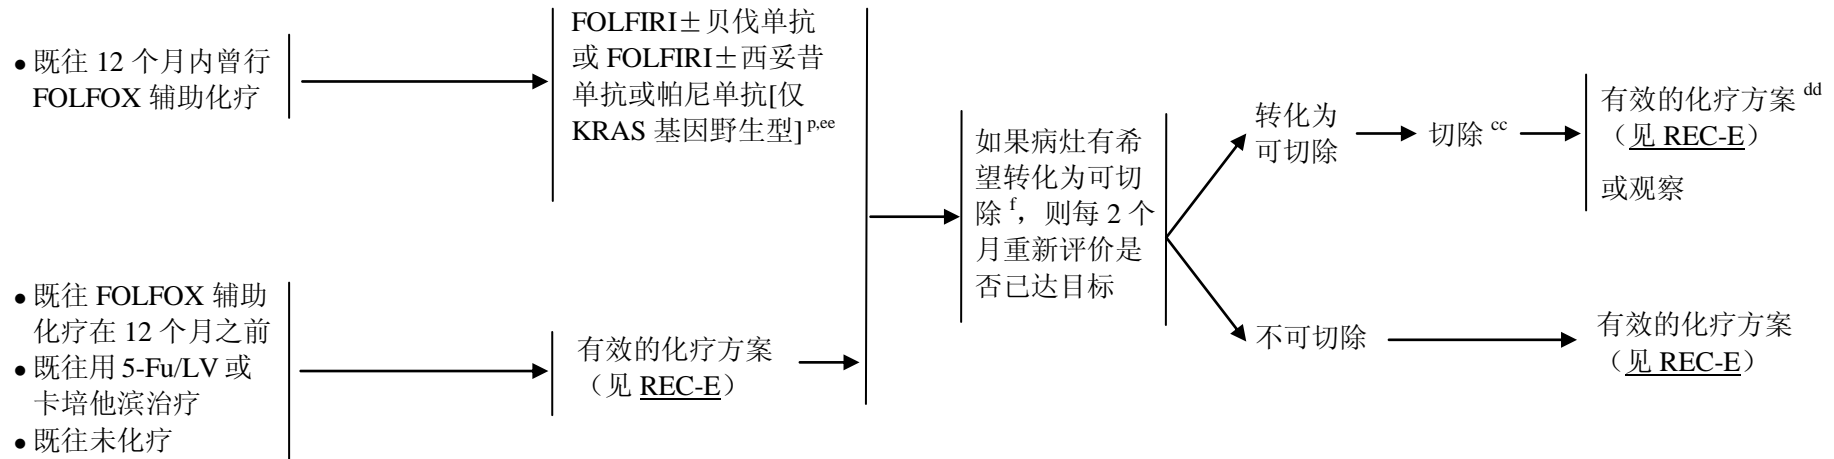 • 既往 12 个月内曾行
FOLFOX 辅助化疗
FOLFIRI±贝伐单抗
或 FOLFIRI±西妥昔
单抗或帕尼单抗[仅
KRAS 基因野生型] p,ee
• 既往 FOLFOX 辅助
化疗在 12 个月之前
• 既往用 5-Fu/LV 或
卡培他滨治疗
• 既往未化疗
有效的化疗方案
（见 REC-E）
如果病灶有希
望转化为可切
除 f，则每 2 个
月重新评价是
否已达目标
转化为
可切除
切除 cc
有效的化疗方案 dd
（见 REC-E）
或观察
不可切除
有效的化疗方案
（见 REC-E）